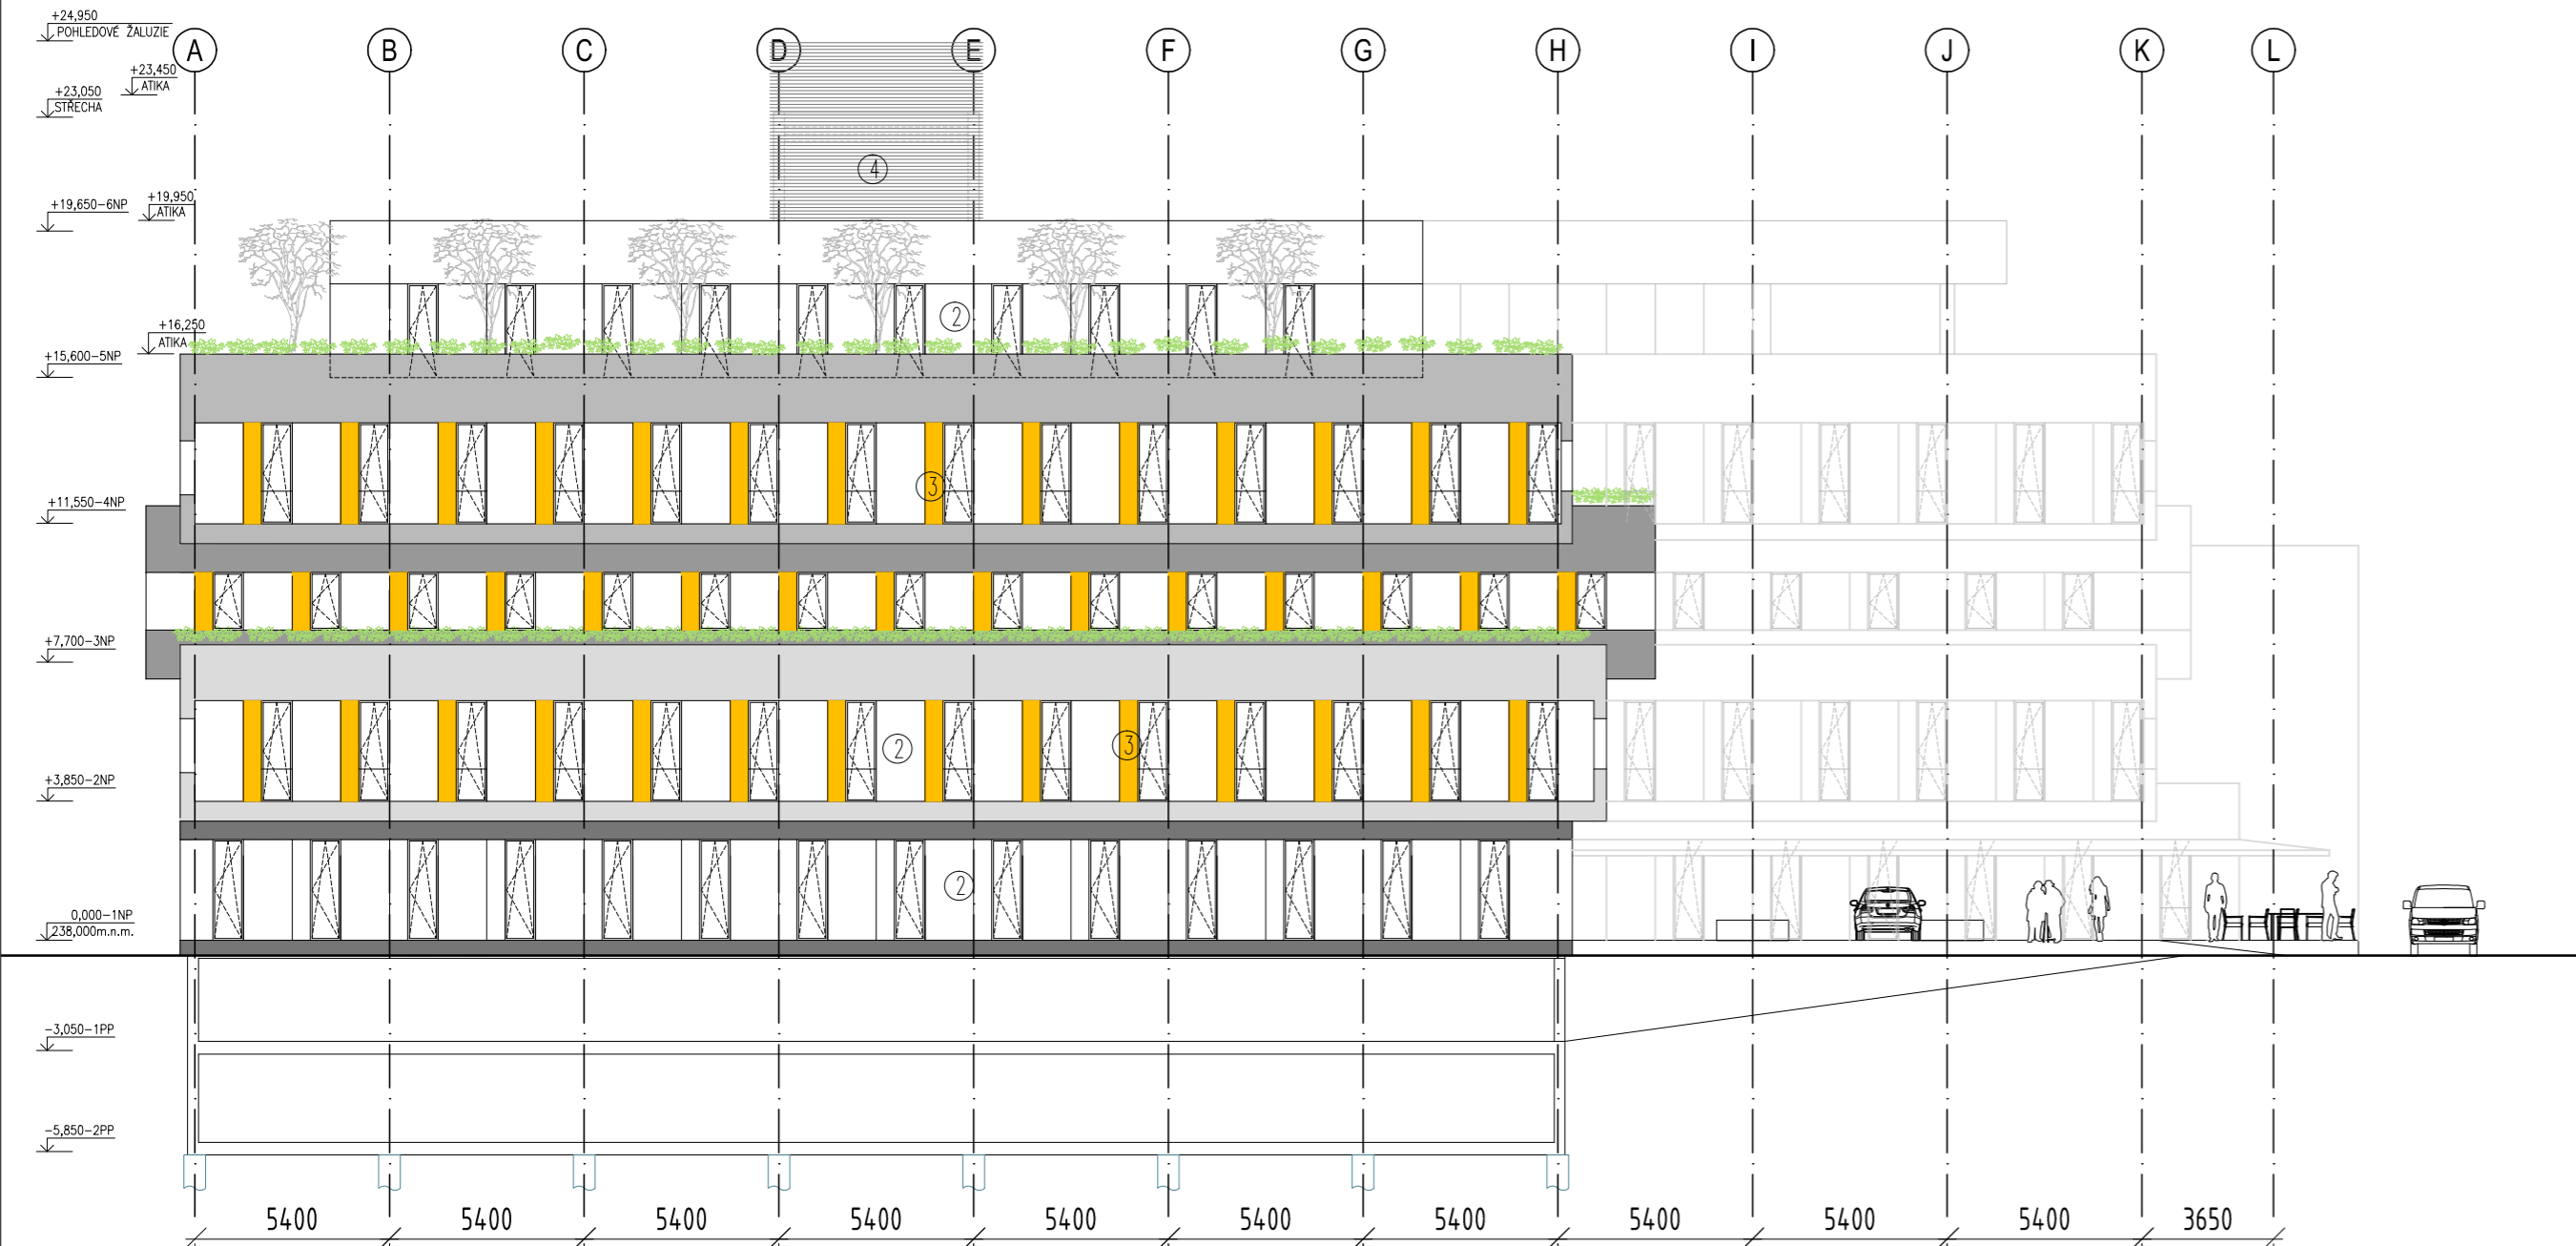 +24,950
POHLEDOVÉ ŽALUZIE
A B C D E F G H I J K L
+23,450
ATIKA
+23,050
STŘECHA
4
+19,950
ATIKA
+19,650-6NP
2
+16,250
ATIKA
+15,600-5NP
3
+11,550-4NP
+7,700-3NP
2 3
+3,850-2NP
2
0,000-1NP
238,000m.n.m.
-3,050-1PP
-5,850-2PP
5400 5400 5400 5400 5400 5400 5400 5400 5400 5400 3650